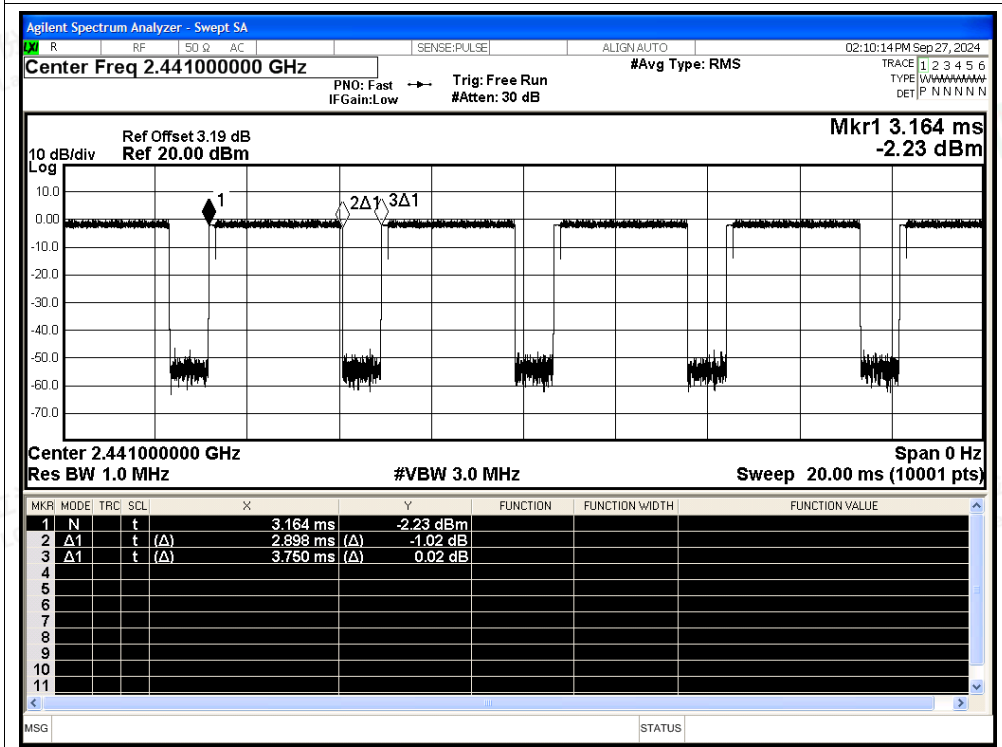 Agilent Spectrum Analyzer - Swept SA
LXI R RF 50 Ω AC SENSE:PULSE ALIGN AUTO 02:10:14 PM Sep 27, 2024
Center Freq 2.441000000 GHz #Avg Type: RMS TRACE 1 2 3 4 5 6
PNO: Fast Trig: Free Run TYPE
IFGain:Low #Atten: 30 dB DET P N N N N N
Ref Offset 3.19 dB Mkr1 3.164 ms
10 dB/div Ref 20.00 dBm -2.23 dBm
Log
10.0
0.00
-10.0
-20.0
-30.0
-40.0
-50.0
-60.0
-70.0
1 2Δ1 3Δ1
Center 2.441000000 GHz Span 0 Hz
Res BW 1.0 MHz #VBW 3.0 MHz Sweep 20.00 ms (10001 pts)
MKR MODE TRC SCL X Y FUNCTION FUNCTION WIDTH FUNCTION VALUE
1 N t 3.164 ms -2.23 dBm
2 Δ1 t (Δ) 2.898 ms (Δ) -1.02 dB
3 Δ1 t (Δ) 3.750 ms (Δ) 0.02 dB
4
5
6
7
8
9
10
11
MSG STATUS